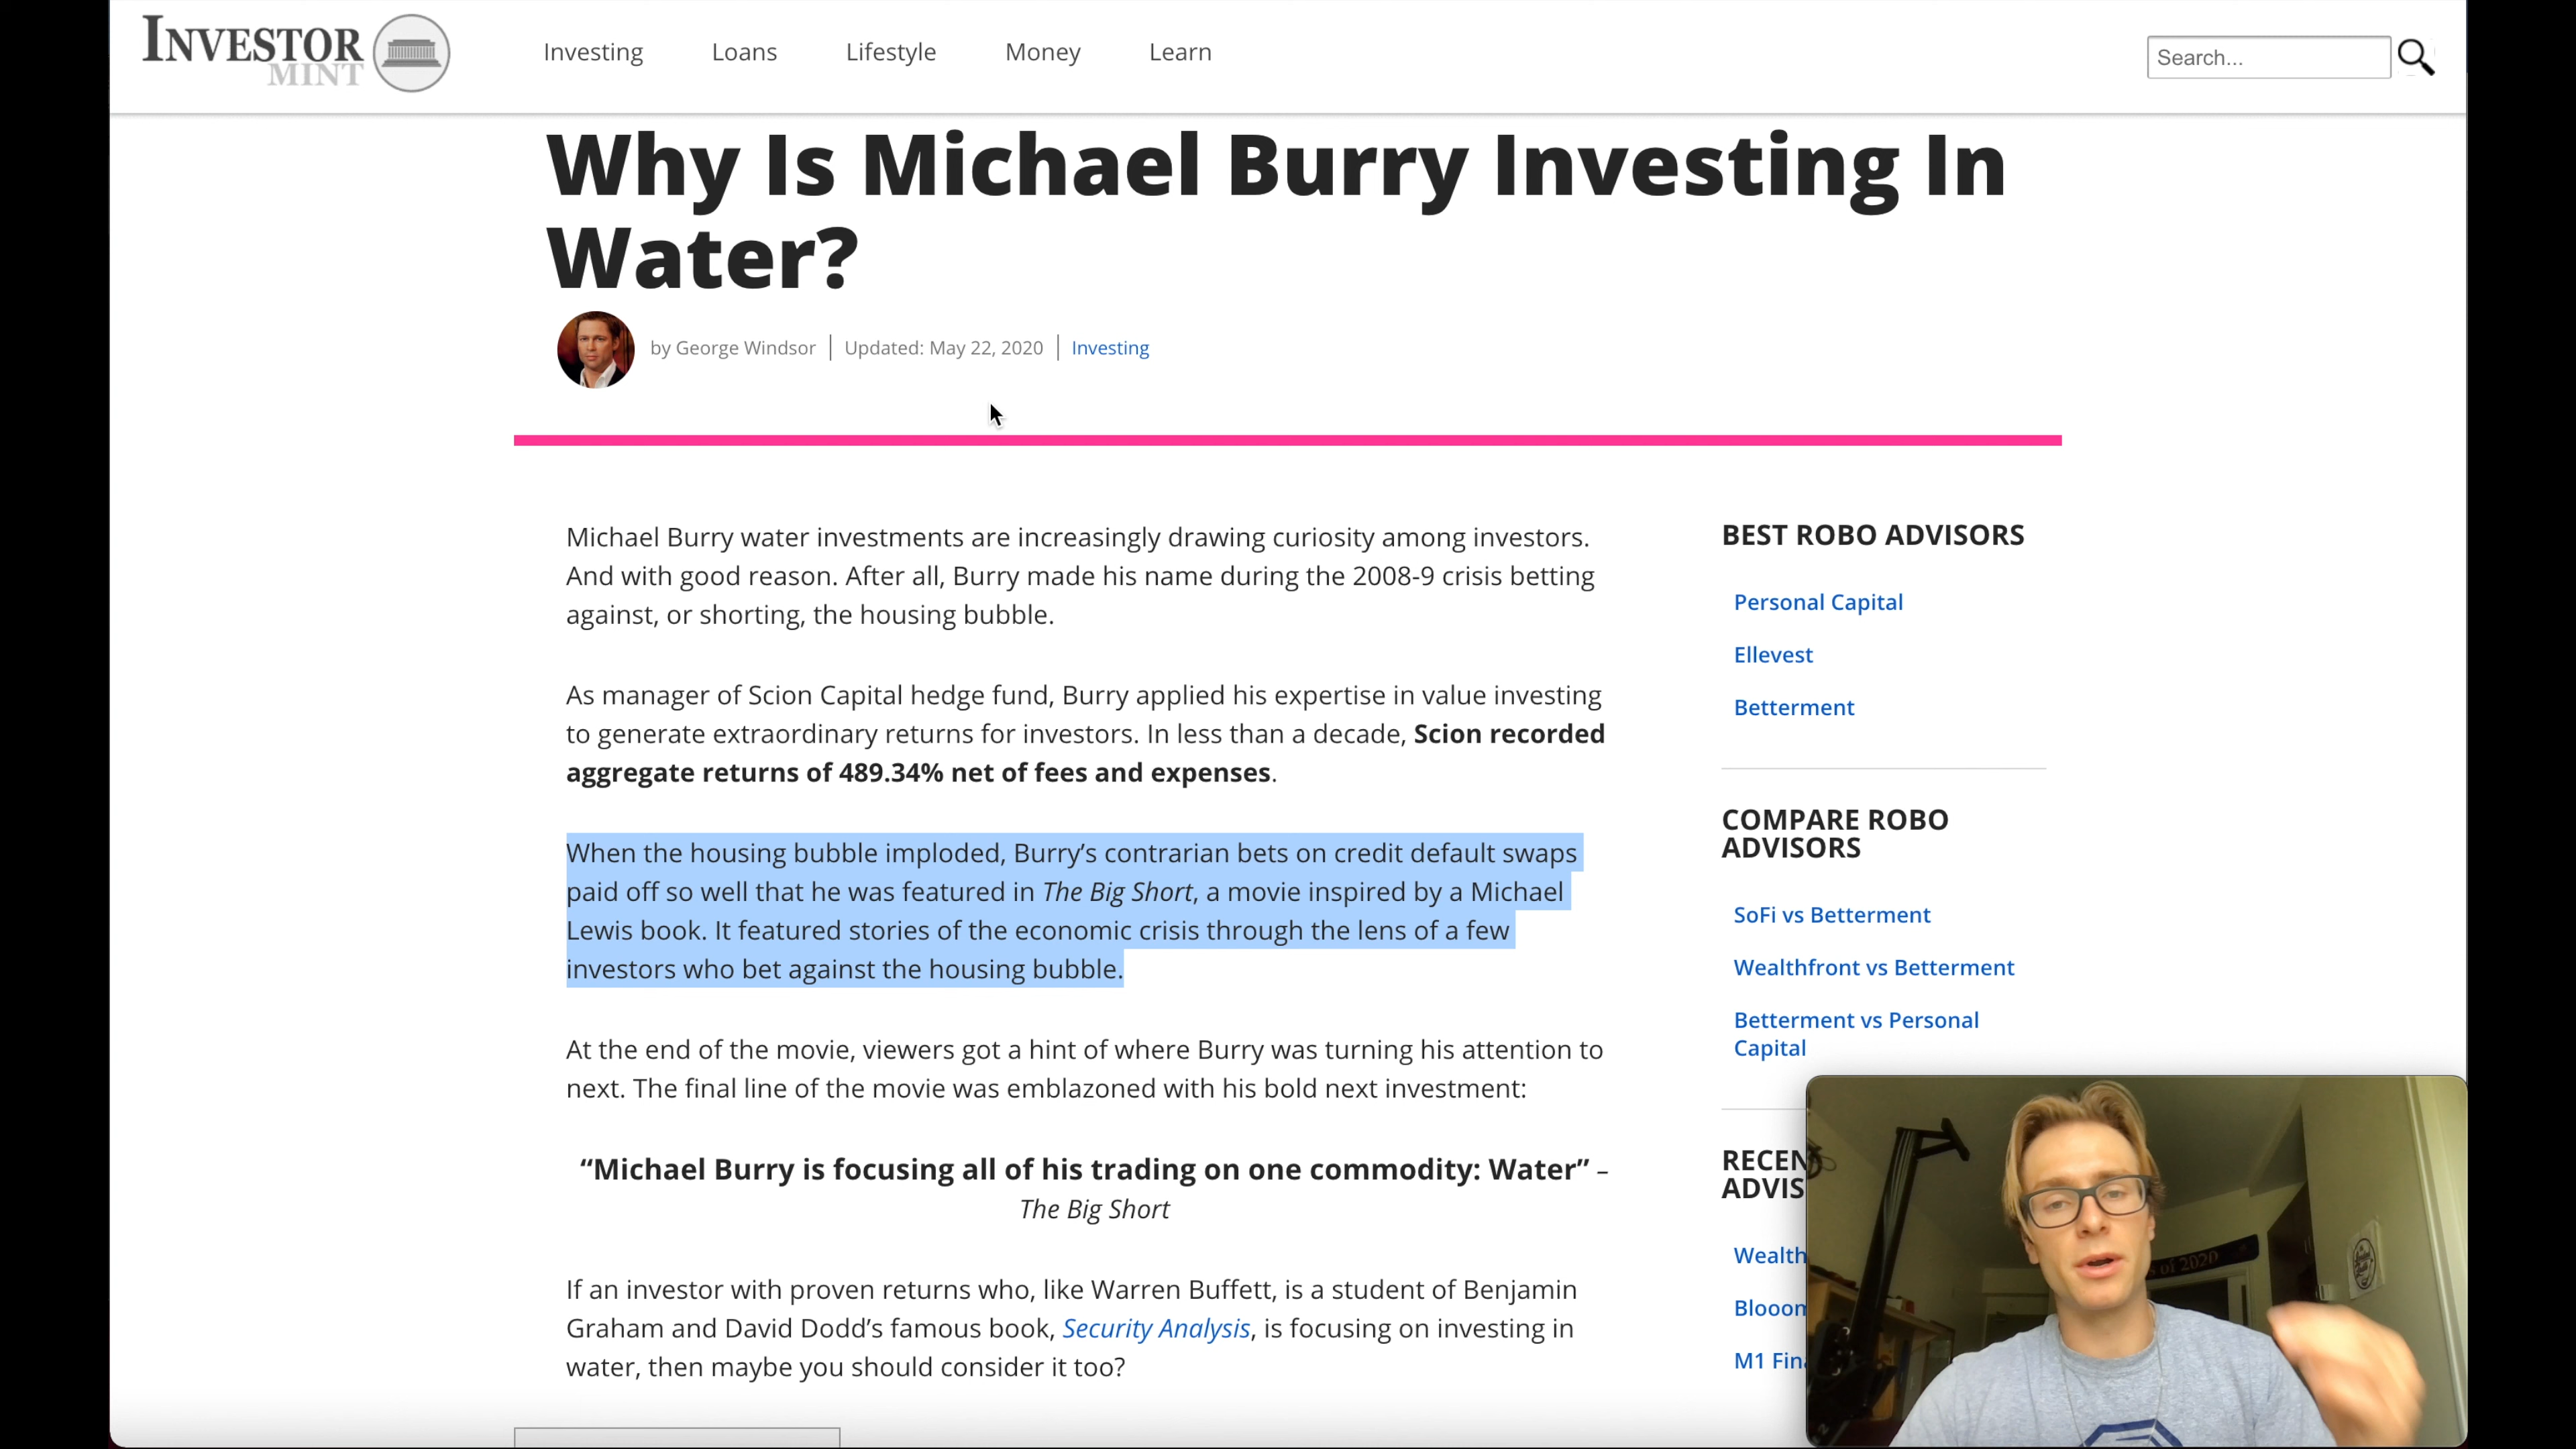 INVESTOR
MINT
Investing
Loans
Lifestyle
Money
Learn
Search...
Why Is Michael Burry Investing In
Water?
by George Windsor
Updated: May 22, 2020
Investing
Michael Burry water investments are increasingly drawing curiosity among investors.
And with good reason. After all, Burry made his name during the 2008-9 crisis betting
against, or shorting, the housing bubble.
As manager of Scion Capital hedge fund, Burry applied his expertise in value investing
to generate extraordinary returns for investors. In less than a decade, Scion recorded
aggregate returns of 489.34% net of fees and expenses.
When the housing bubble imploded, Burry’s contrarian bets on credit default swaps
paid off so well that he was featured in The Big Short, a movie inspired by a Michael
Lewis book. It featured stories of the economic crisis through the lens of a few
investors who bet against the housing bubble.
At the end of the movie, viewers got a hint of where Burry was turning his attention to
next. The final line of the movie was emblazoned with his bold next investment:
“Michael Burry is focusing all of his trading on one commodity: Water” –
The Big Short
If an investor with proven returns who, like Warren Buffett, is a student of Benjamin
Graham and David Dodd’s famous book, Security Analysis, is focusing on investing in
water, then maybe you should consider it too?
BEST ROBO ADVISORS
Personal Capital
Ellevest
Betterment
COMPARE ROBO
ADVISORS
SoFi vs Betterment
Wealthfront vs Betterment
Betterment vs Personal
Capital
RECEN
ADVIS
Wealth
Blooom
M1 Fina
of 2020